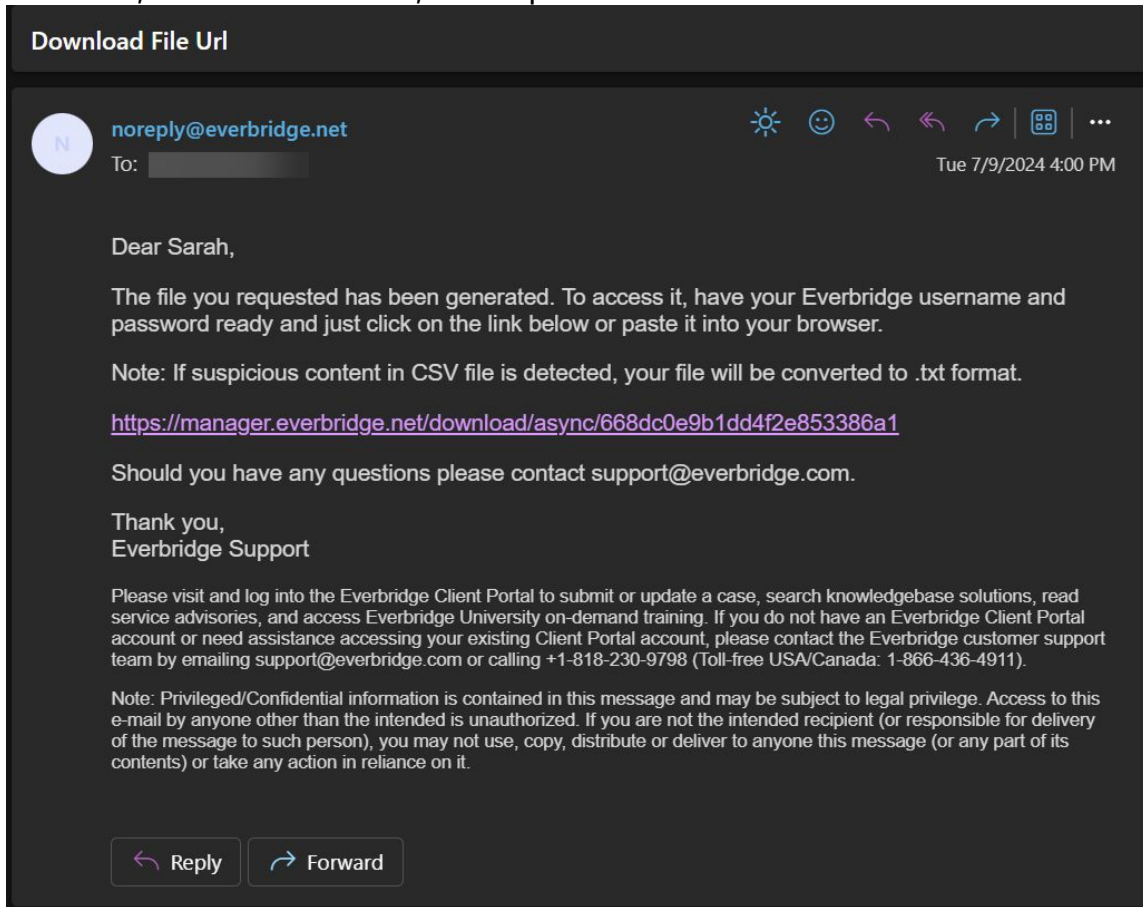 Download File Url
N
noreply@everbridge.net
To:
Tue 7/9/2024 4:00 PM
Dear Sarah,
The file you requested has been generated. To access it, have your Everbridge username and
password ready and just click on the link below or paste it into your browser.
Note: If suspicious content in CSV file is detected, your file will be converted to .txt format.
https://manager.everbridge.net/download/async/668dc0e9b1dd4f2e853386a1
Should you have any questions please contact support@everbridge.com.
Thank you,
Everbridge Support
Please visit and log into the Everbridge Client Portal to submit or update a case, search knowledgebase solutions, read
service advisories, and access Everbridge University on-demand training. If you do not have an Everbridge Client Portal
account or need assistance accessing your existing Client Portal account, please contact the Everbridge customer support
team by emailing support@everbridge.com or calling +1-818-230-9798 (Toll-free USA/Canada: 1-866-436-4911).
Note: Privileged/Confidential information is contained in this message and may be subject to legal privilege. Access to this
e-mail by anyone other than the intended is unauthorized. If you are not the intended recipient (or responsible for delivery
of the message to such person), you may not use, copy, distribute or deliver to anyone this message (or any part of its
contents) or take any action in reliance on it.
Reply
Forward